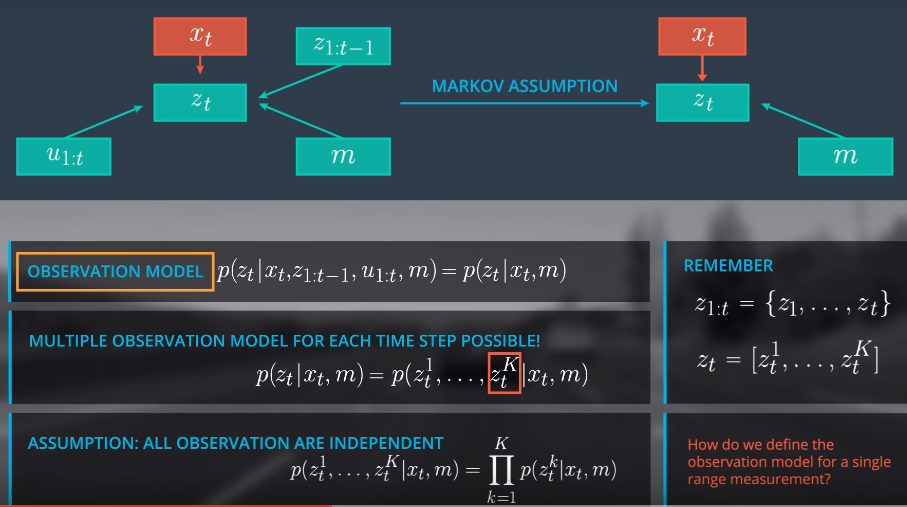 x_t
z_{1:t−1}
z_t
u_{1:t}
m
MARKOV ASSUMPTION
x_t
z_t
m
OBSERVATION MODEL p(z_t|x_t,z_{1:t−1}, u_{1:t}, m) = p(z_t|x_t,m)
MULTIPLE OBSERVATION MODEL FOR EACH TIME STEP POSSIBLE!
p(z_t|x_t, m) = p(z_t^1, . . . , z_t^K|x_t, m)
ASSUMPTION: ALL OBSERVATION ARE INDEPENDENT
p(z_t^1, . . . , z_t^K|x_t, m) = ∏_{k=1}^{K} p(z_t^k|x_t, m)
REMEMBER
z_{1:t} = {z_1, . . . , z_t}
z_t = [z_t^1, . . . , z_t^K]
How do we define the
observation model for a single
range measurement?